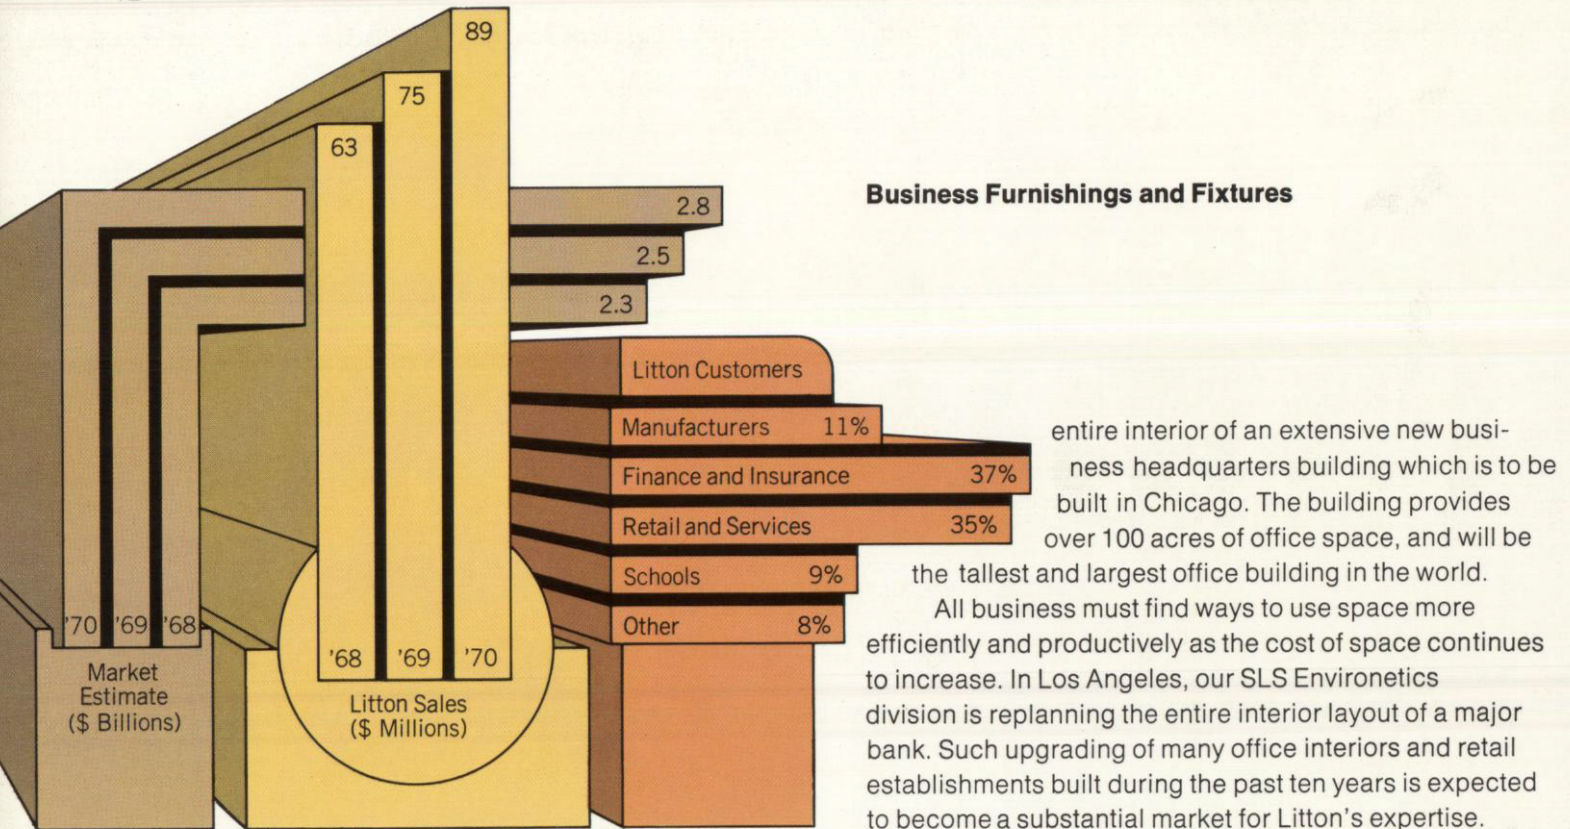 89
75
63
Business Furnishings and Fixtures
2.8
2.5
2.3
Litton Customers
Manufacturers 11%
Finance and Insurance 37%
Retail and Services 35%
Schools 9%
Other 8%
'70 '69 '68
Market
Estimate
($ Billions)
'68 '69 '70
Litton Sales
($ Millions)
entire interior of an extensive new busi-
ness headquarters building which is to be
built in Chicago. The building provides
over 100 acres of office space, and will be
the tallest and largest office building in the world.
All business must find ways to use space more
efficiently and productively as the cost of space continues
to increase. In Los Angeles, our SLS Environetics
division is replanning the entire interior layout of a major
bank. Such upgrading of many office interiors and retail
establishments built during the past ten years is expected
to become a substantial market for Litton's expertise.